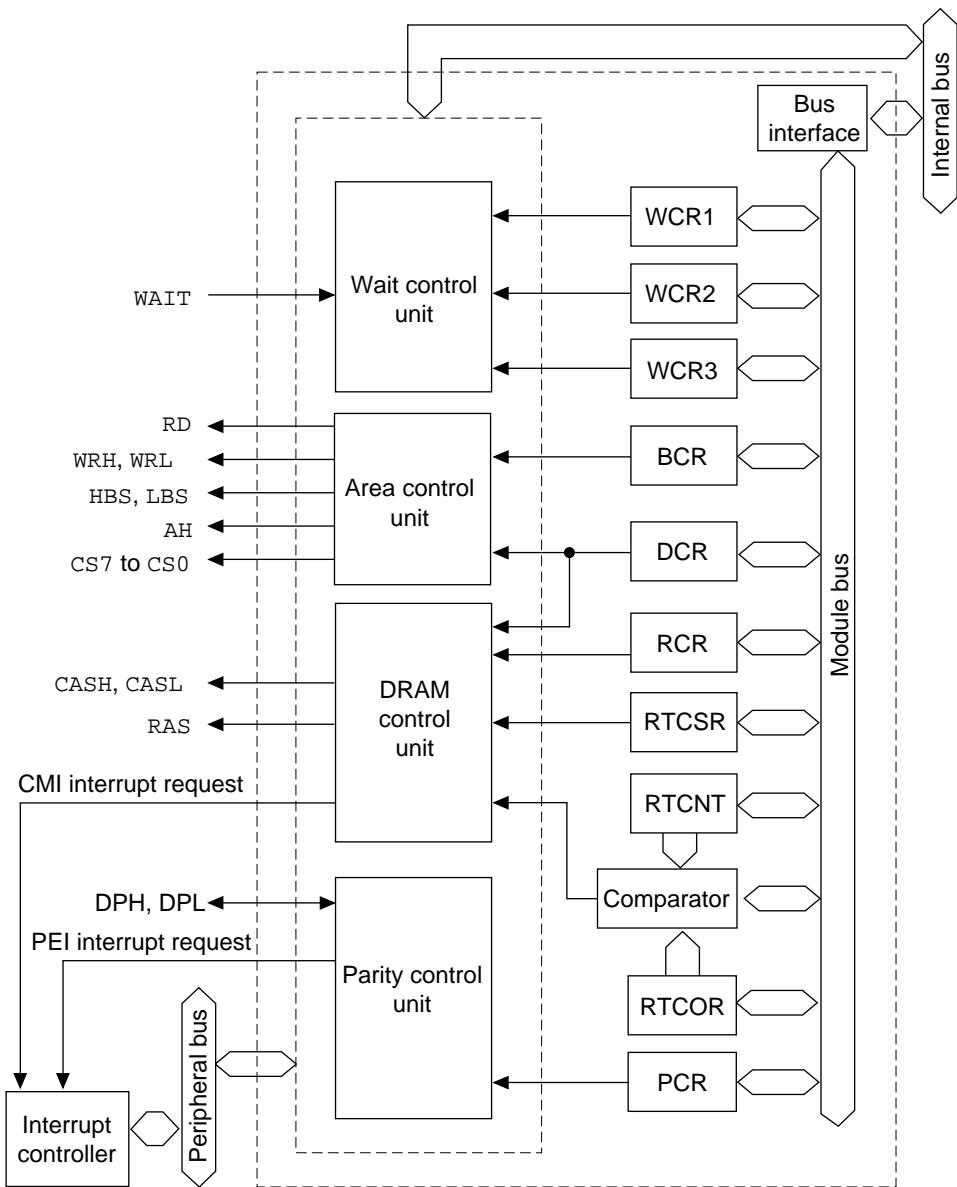 Internal bus
Bus
interface
WCR1
Wait control
unit
WAIT
WCR2
WCR3
RD
WRH, WRL
HBS, LBS
AH
CS7 to CS0
Area control
unit
BCR
DCR
Module bus
RCR
CASH, CASL
RAS
DRAM
control
unit
RTCSR
CMI interrupt request
RTCNT
Comparator
DPH, DPL
PEI interrupt request
Parity control
unit
RTCOR
PCR
Peripheral bus
Interrupt
controller